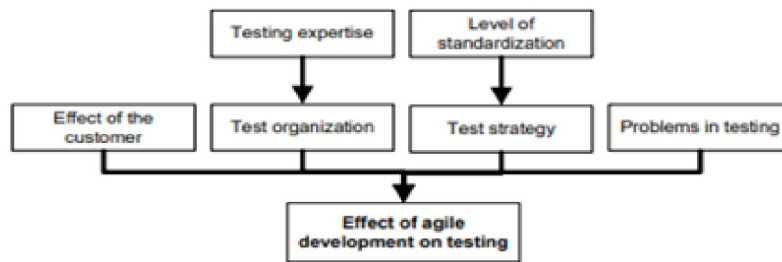 Testing expertise
Level of
standardization
Effect of the
customer
Test organization
Test strategy
Problems in testing
Effect of agile
development on testing